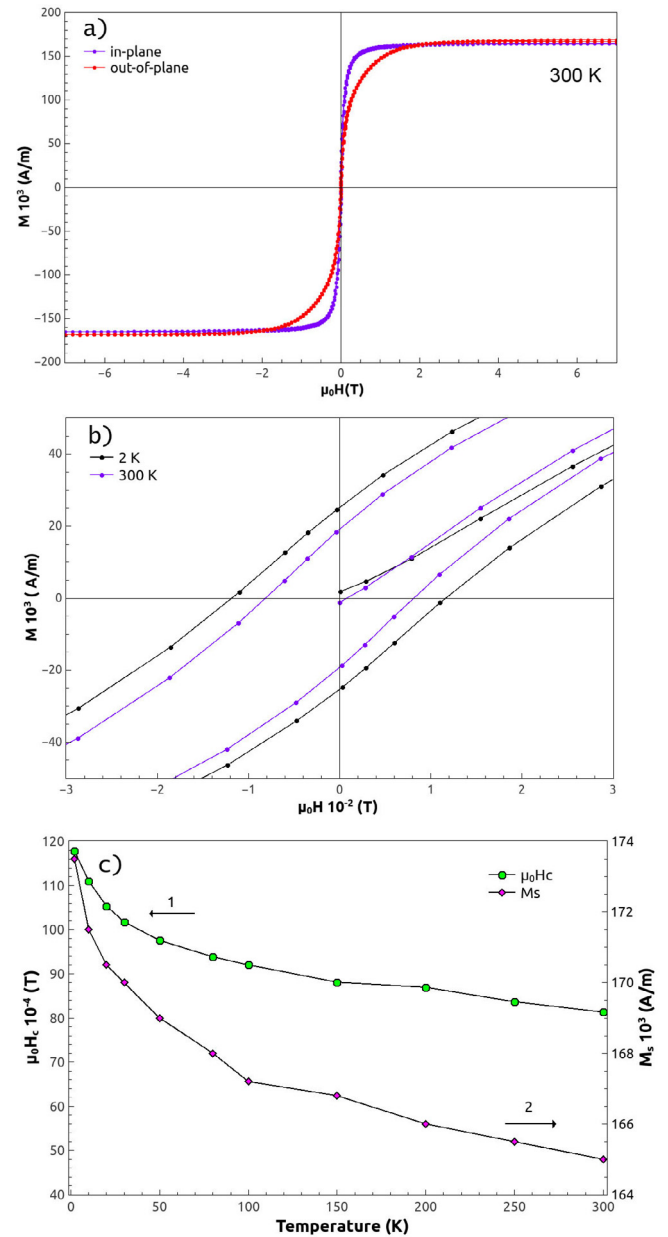 a)
in-plane
out-of-plane
300 K
200
150
100
50
0
−50
−100
−150
−200
M 10³ (A/m)
−6 −4 −2 0 2 4 6
μ₀H(T)
b)
2 K
300 K
40
20
0
−20
−40
M 10³ ( A/m)
−3 −2 −1 0 1 2 3
μ₀H 10⁻² (T)
c)
μ₀Hc
Ms
1
2
120
110
100
90
80
70
60
50
40
μ₀H꜀ 10⁻⁴ (T)
174
172
170
168
166
164
Mₛ 10³ (A/m)
0 50 100 150 200 250 300
Temperature (K)